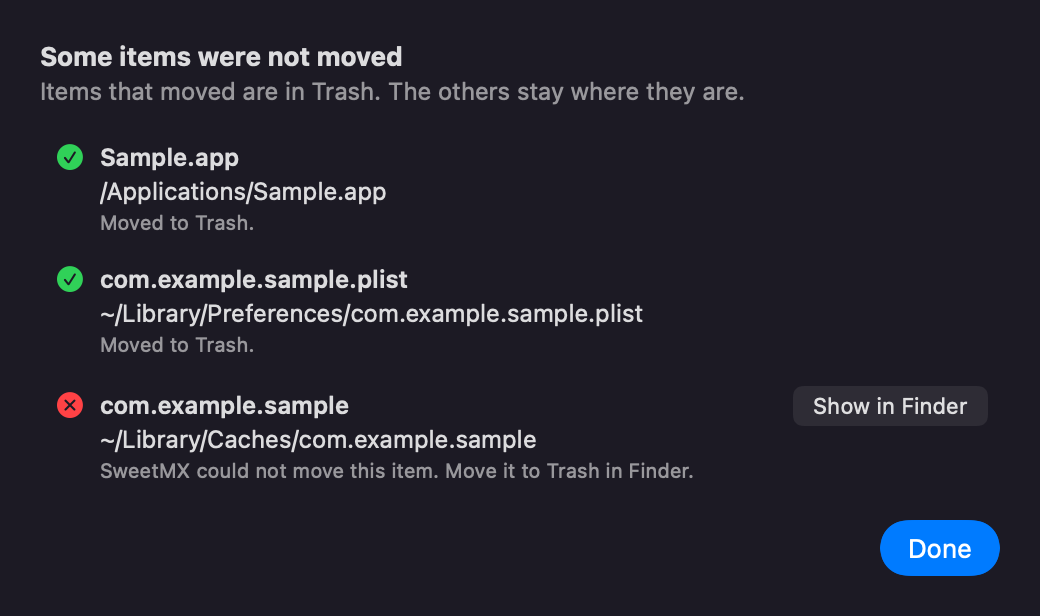 Some items were not moved
Items that moved are in Trash. The others stay where they are.
Sample.app
/Applications/Sample.app
Moved to Trash.
com.example.sample.plist
~/Library/Preferences/com.example.sample.plist
Moved to Trash.
com.example.sample
Show in Finder
~/Library/Caches/com.example.sample
SweetMX could not move this item. Move it to Trash in Finder.
Done